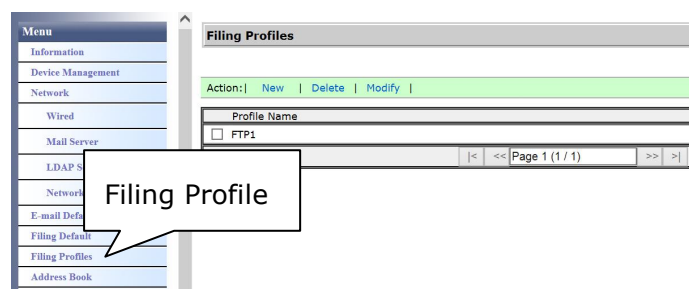 Menu
Information
Device Management
Network
Wired
Mail Server
LDAP S
Network
E-mail Defa
Filing Default
Filing Profiles
Address Book
Filing Profile
Filing Profiles
Action:| New | Delete | Modify |
Profile Name
FTP1
|< << Page 1 (1 / 1) >> >|